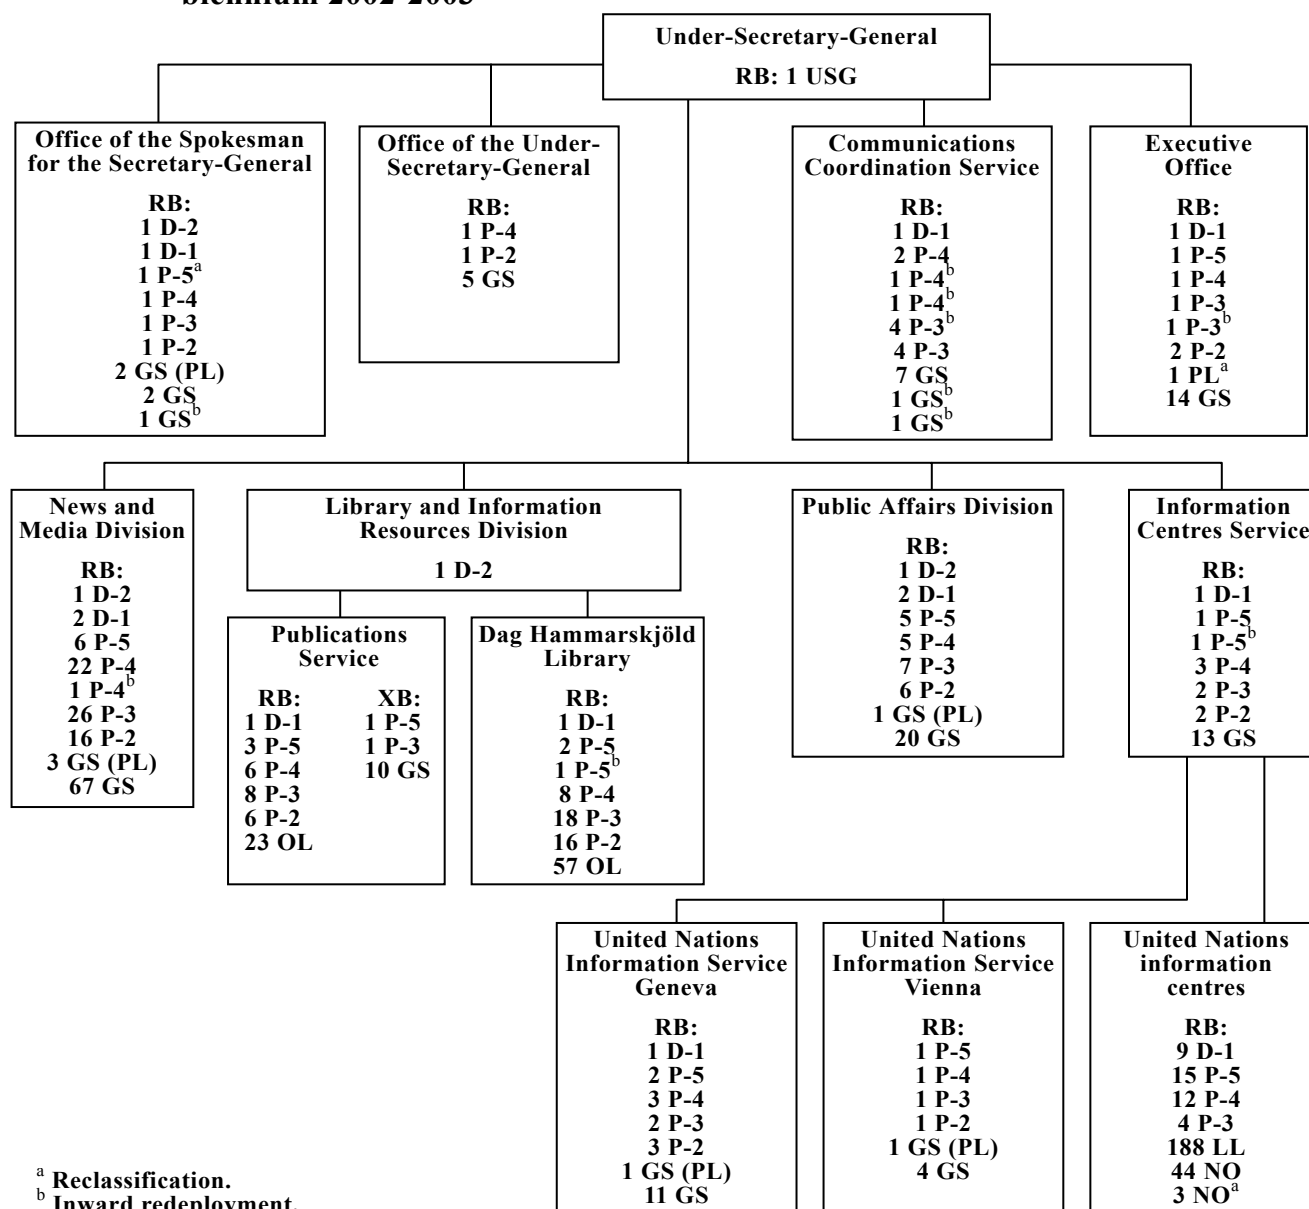 biennium 2002-2003
Under-Secretary-General
RB: 1 USG
Office of the Spokesman
for the Secretary-General
RB:
1 D-2
1 D-1
1 P-5a
1 P-4
1 P-3
1 P-2
2 GS (PL)
2 GS
1 GSb
Office of the Under-
Secretary-General
RB:
1 P-4
1 P-2
5 GS
Communications
Coordination Service
RB:
1 D-1
2 P-4
1 P-4b
1 P-4b
4 P-3b
4 P-3
7 GS
1 GSb
1 GSb
Executive
Office
RB:
1 D-1
1 P-5
1 P-4
1 P-3
1 P-3b
2 P-2
1 PLa
14 GS
News and
Media Division
RB:
1 D-2
2 D-1
6 P-5
22 P-4
1 P-4b
26 P-3
16 P-2
3 GS (PL)
67 GS
Library and Information
Resources Division
1 D-2
Publications
Service
RB:
1 D-1
3 P-5
6 P-4
8 P-3
6 P-2
23 OL
XB:
1 P-5
1 P-3
10 GS
Dag Hammarskjöld
Library
RB:
1 D-1
2 P-5
1 P-5b
8 P-4
18 P-3
16 P-2
57 OL
Public Affairs Division
RB:
1 D-2
2 D-1
5 P-5
5 P-4
7 P-3
6 P-2
1 GS (PL)
20 GS
Information
Centres Service
RB:
1 D-1
1 P-5
1 P-5b
3 P-4
2 P-3
2 P-2
13 GS
United Nations
Information Service
Geneva
RB:
1 D-1
2 P-5
3 P-4
2 P-3
3 P-2
1 GS (PL)
11 GS
United Nations
Information Service
Vienna
RB:
1 P-5
1 P-4
1 P-3
1 P-2
1 GS (PL)
4 GS
United Nations
information
centres
RB:
9 D-1
15 P-5
12 P-4
4 P-3
188 LL
44 NO
3 NOa
a Reclassification.
b Inward redeployment.